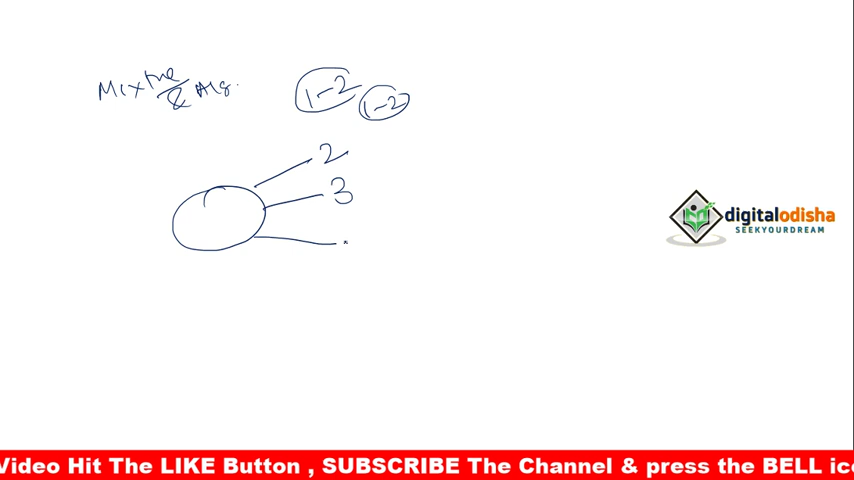 Mixture & Alg.
1-2
1-2
2
3
digitalodisha
SEEKYOURDREAM
Video Hit The LIKE Button , SUBSCRIBE The Channel & press the BELL ico